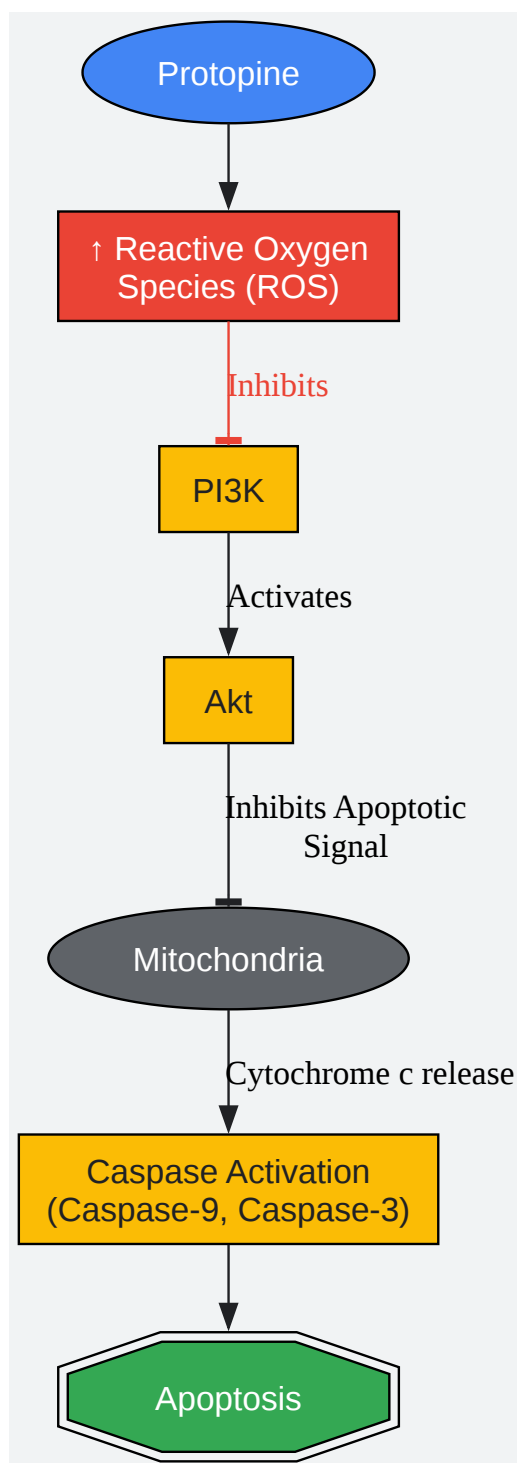 Protopine
↑ Reactive Oxygen
Species (ROS)
Inhibits
PI3K
Activates
Akt
Inhibits Apoptotic
Signal
Mitochondria
Cytochrome c release
Caspase Activation
(Caspase-9, Caspase-3)
Apoptosis